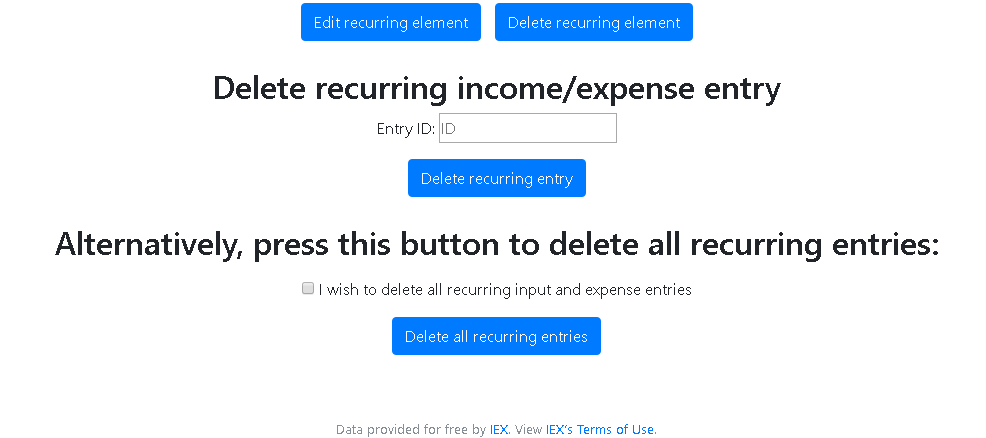 Edit recurring element Delete recurring element
Delete recurring income/expense entry
Entry ID: ID
Delete recurring entry
Alternatively, press this button to delete all recurring entries:
I wish to delete all recurring input and expense entries
Delete all recurring entries
Data provided for free by IEX. View IEX's Terms of Use.